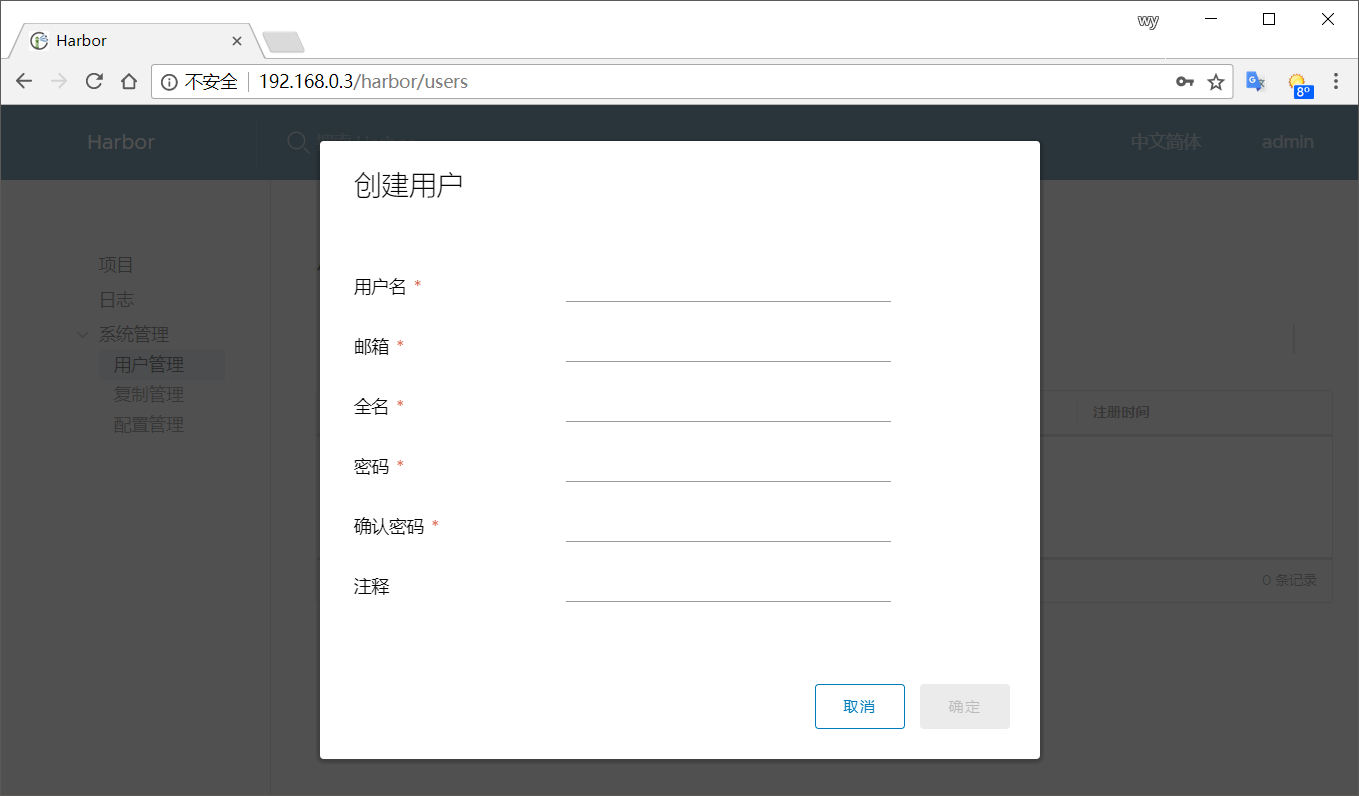 wy
Harbor
不安全 192.168.0.3/harbor/users
8°
Harbor
中文简体 admin
创建用户
项目
日志
系统管理
用户管理
复制管理
配置管理
用户名 *
邮箱 *
全名 *
密码 *
确认密码 *
注释
注册时间
0 条记录
取消 确定